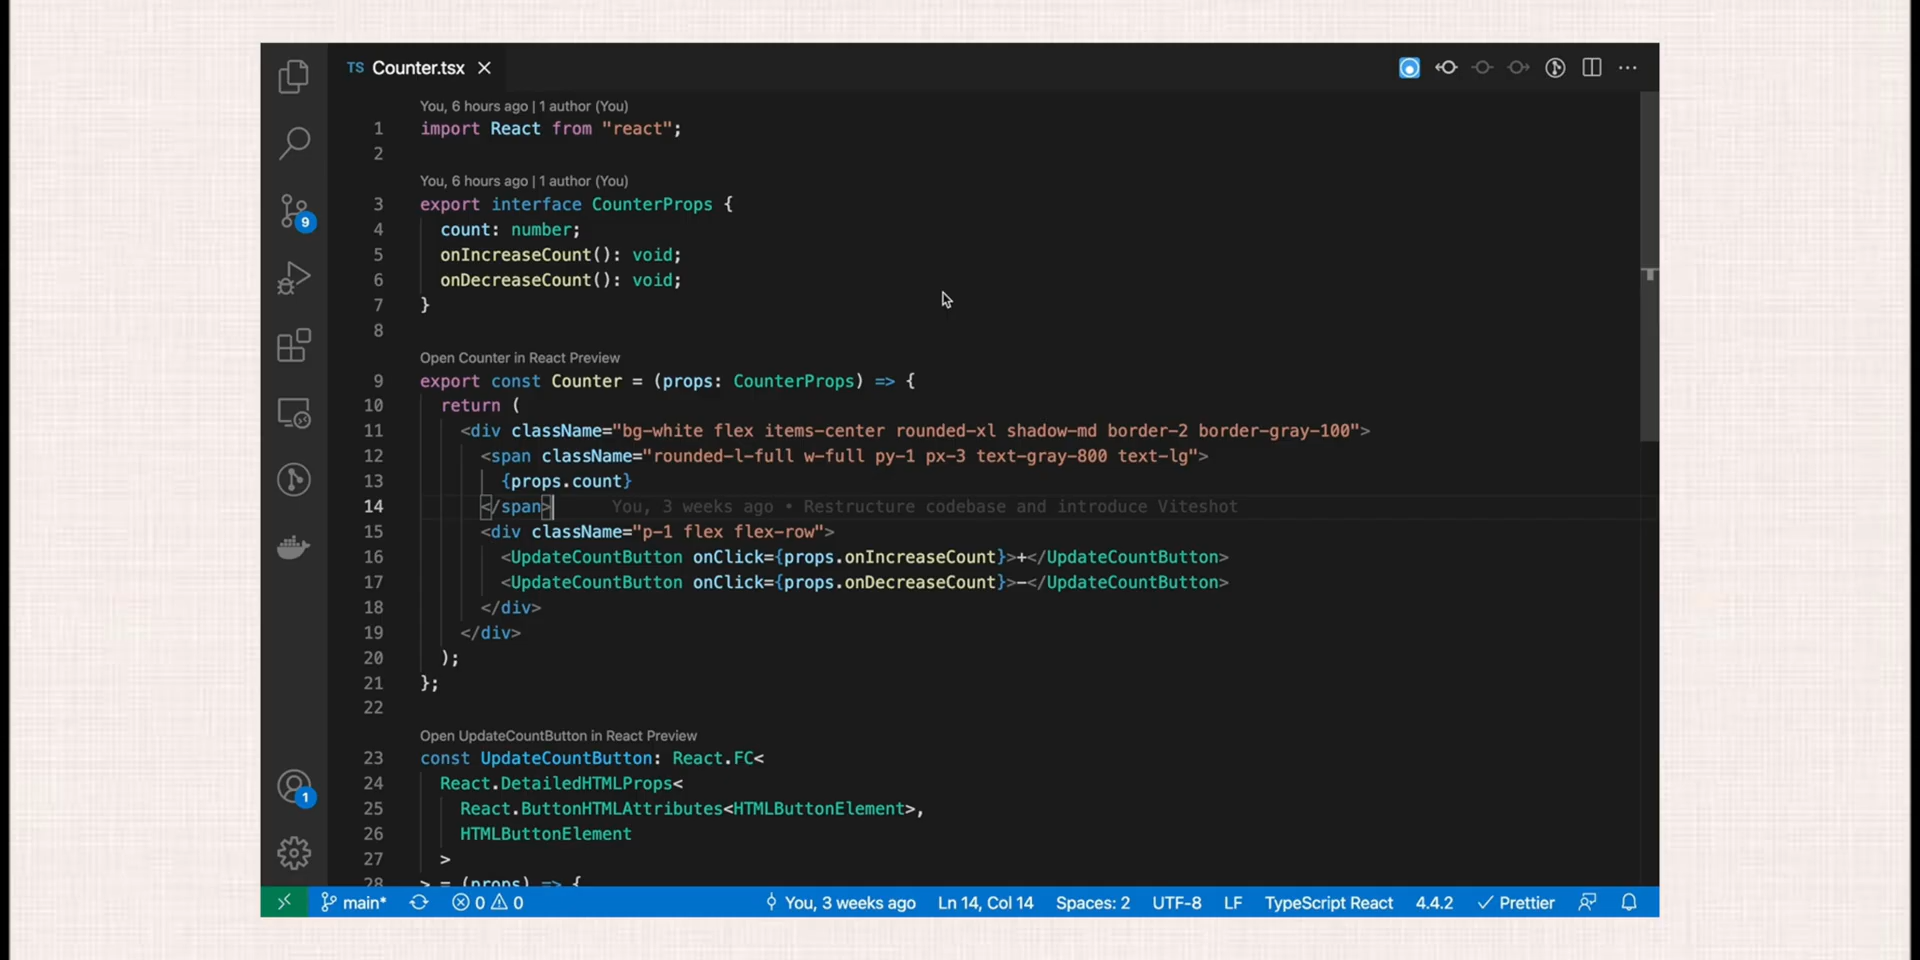 TS Counter.tsx
You, 6 hours ago | 1 author (You)
1 import React from "react";
2
You, 6 hours ago | 1 author (You)
3 export interface CounterProps {
4 count: number;
5 onIncreaseCount(): void;
6 onDecreaseCount(): void;
7 }
8
Open Counter in React Preview
9 export const Counter = (props: CounterProps) => {
10 return (
11 <div className="bg-white flex items-center rounded-xl shadow-md border-2 border-gray-100">
12 <span className="rounded-l-full w-full py-1 px-3 text-gray-800 text-lg">
13 {props.count}
14 </span> You, 3 weeks ago • Restructure codebase and introduce Viteshot
15 <div className="p-1 flex flex-row">
16 <UpdateCountButton onClick={props.onIncreaseCount}>+</UpdateCountButton>
17 <UpdateCountButton onClick={props.onDecreaseCount}>−</UpdateCountButton>
18 </div>
19 </div>
20 );
21 };
22
Open UpdateCountButton in React Preview
23 const UpdateCountButton: React.FC<
24 React.DetailedHTMLProps<
25 React.ButtonHTMLAttributes<HTMLButtonElement>,
26 HTMLButtonElement
27 >
28 > = (props) => {
9
1
main* 0 0 You, 3 weeks ago Ln 14, Col 14 Spaces: 2 UTF-8 LF TypeScript React 4.4.2 Prettier